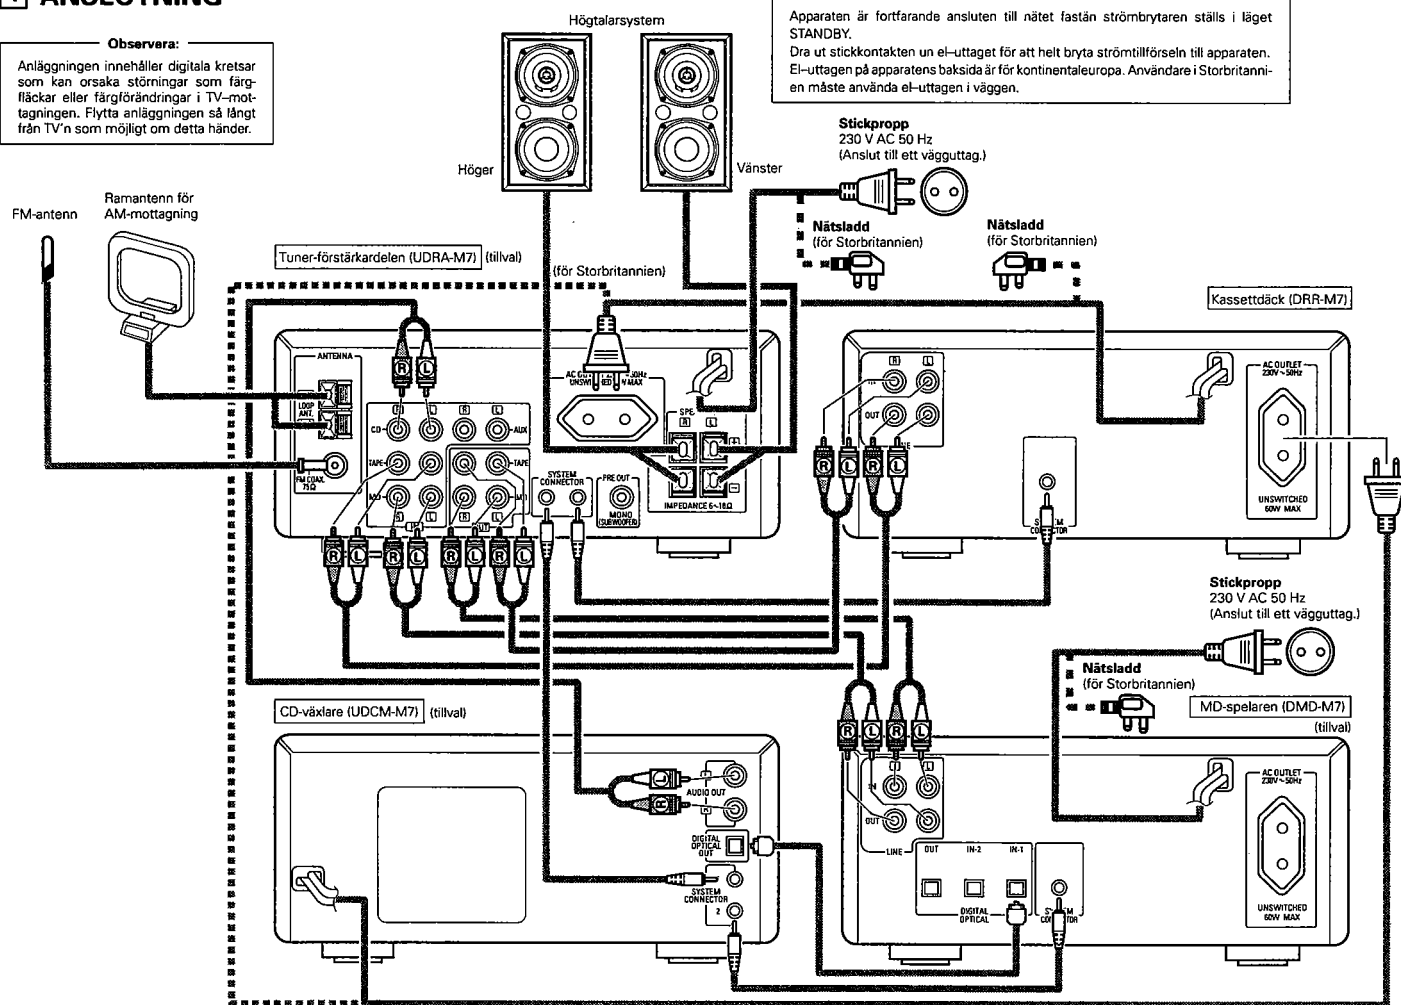 ANSLUTNING
Observera:
Anläggningen innehåller digitala kretsar
som kan orsaka störningar som färg-
fläckar eller färgförändringar i TV–mot-
tagningen. Flytta anläggningen så långt
från TV'n som möjligt om detta händer.
Apparaten är fortfarande ansluten till nätet fastän strömbrytaren ställs i läget
STANDBY.
Dra ut stickkontakten un el–uttaget för att helt bryta strömtillförseln till apparaten.
El–uttagen på apparatens baksida är för kontinentaleuropa. Användare i Storbritanni-
en måste använda el–uttagen i väggen.
Högtalarsystem
Höger
Vänster
Stickpropp
230 V AC 50 Hz
(Anslut till ett vägguttag.)
Nätsladd
(för Storbritannien)
Nätsladd
(för Storbritannien)
FM-antenn
Ramantenn för
AM-mottagning
Tuner-förstärkardelen (UDRA-M7) (tillval)
(för Storbritannien)
Kassettdäck (DRR-M7)
ANTENNA
LOOP
ANT.
FM COAX.
75Ω
R L
R L R L
CD AUX
TAPE TAPE
MD MD
R L R L
SYSTEM
CONNECTOR
PRE OUT
MONO
(SUBWOOFER)
R L
+
–
IMPEDANCE 6~16Ω
R L
OUT
R L R L
AC OUTLET
230V~50Hz
UNSWITCHED
60W MAX
R L R L R L R L
Stickpropp
230 V AC 50 Hz
(Anslut till ett vägguttag.)
Nätsladd
(för Storbritannien)
CD-växlare (UDCM-M7) (tillval)
MD-spelaren (DMD-M7)
(tillval)
R L R L
L
R
AUDIO OUT
DIGITAL
OPTICAL
OUT
SYSTEM
CONNECTOR
2
IN
OUT
LINE
OUT IN-2 IN-1
DIGITAL
OPTICAL
AC OUTLET
230V~50Hz
UNSWITCHED
60W MAX